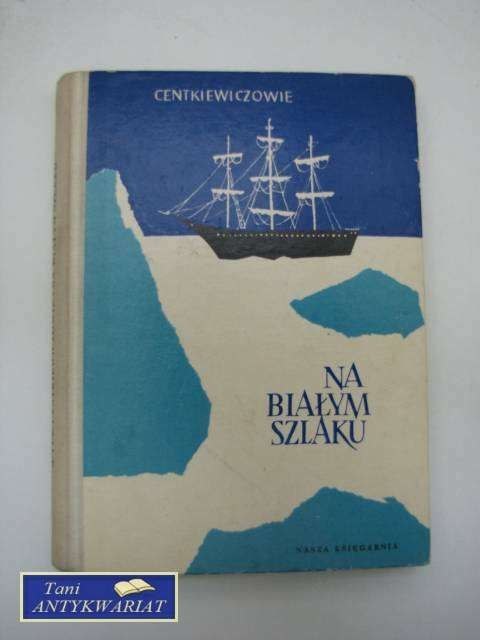 CENTKIEWICZOWIE
NA
BIAŁYM
SZLAKU
NASZA KSIĘGARNIA
Tani
ANTYKWARIAT